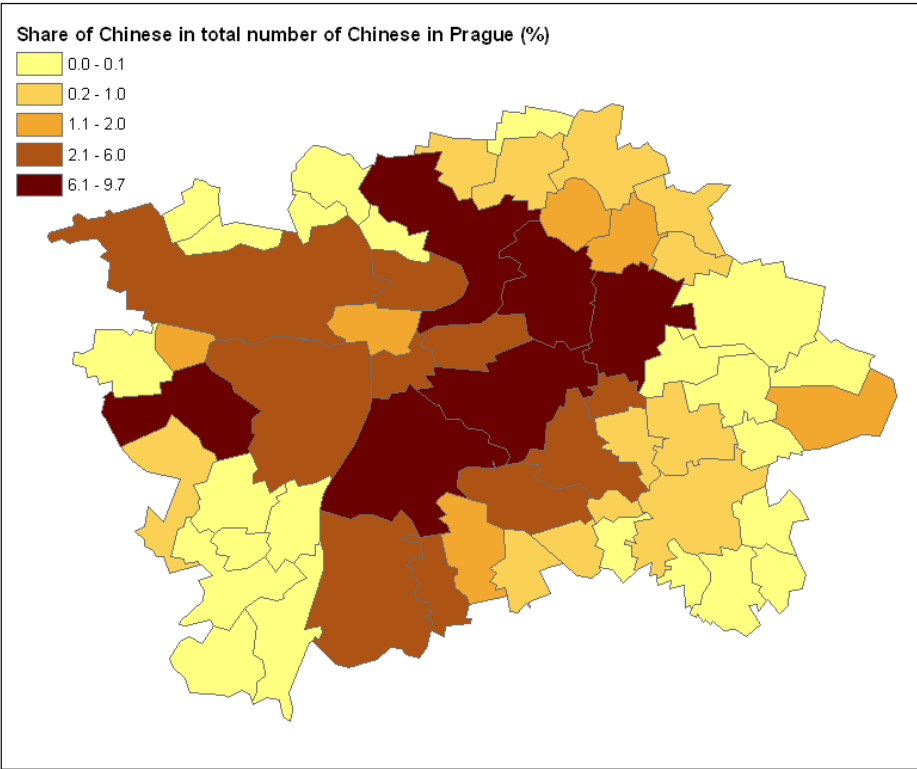 Share of Chinese in total number of Chinese in Prague (%)
0.0 - 0.1
0.2 - 1.0
1.1 - 2.0
2.1 - 6.0
6.1 - 9.7